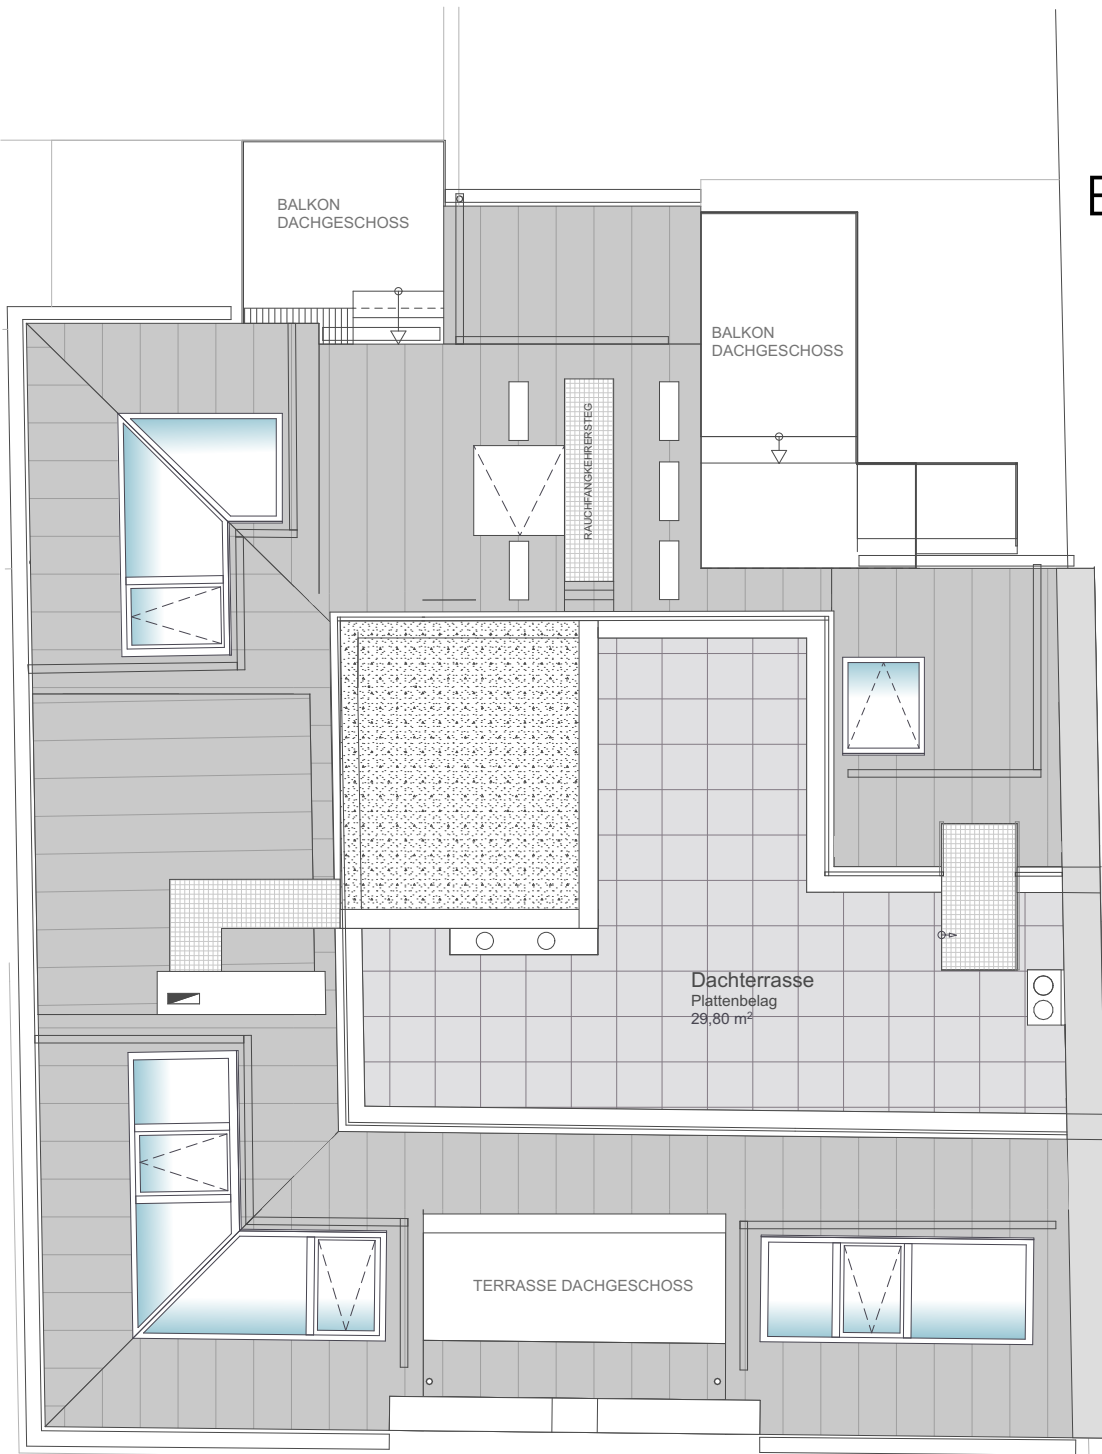 BALKON
DACHGESCHOSS
E
BALKON
DACHGESCHOSS
RAUCHFANGKEHRERSTEG
Dachterrasse
Plattenbelag
29,80 m²
TERRASSE DACHGESCHOSS